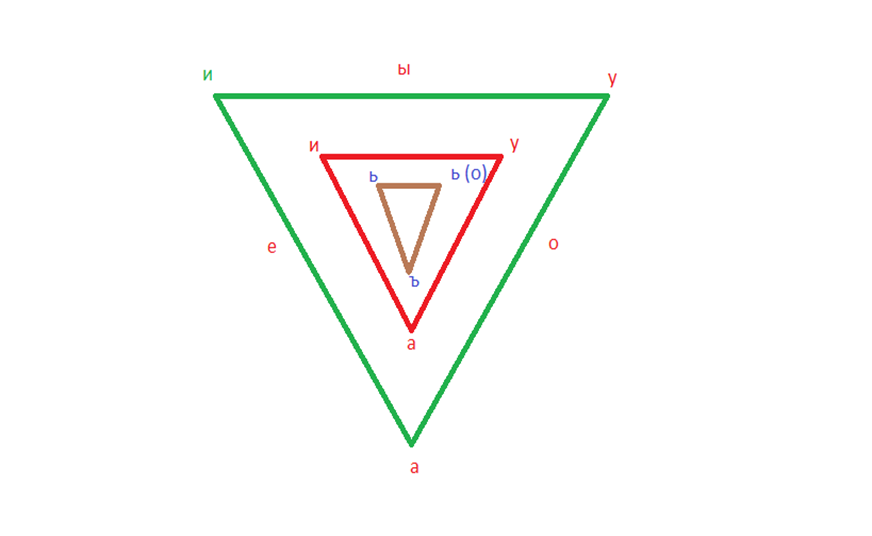 и ы у
и у
ь ь (о)
е о
ъ
а
а